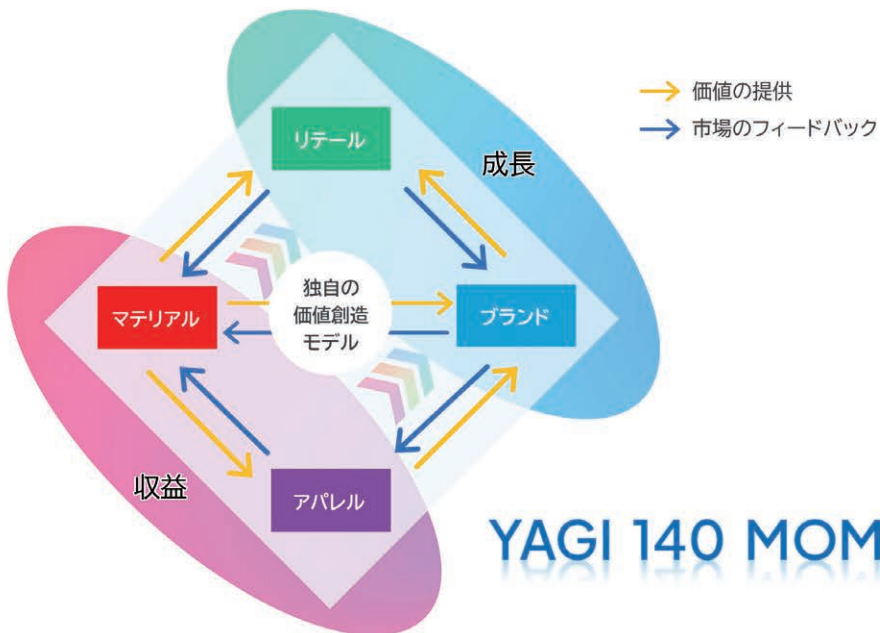 価値の提供
市場のフィードバック
リテール
成長
独自の
価値創造
モデル
マテリアル
ブランド
収益
アパレル
YAGI 140 MOM